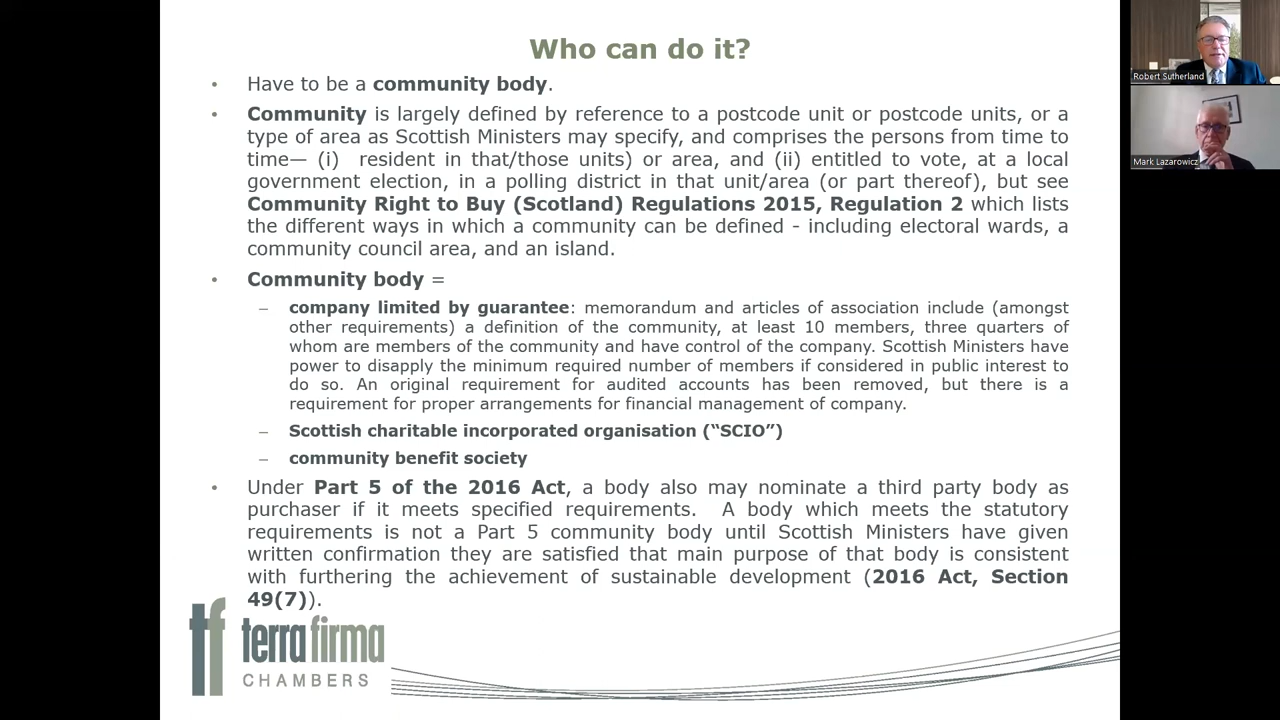 Who can do it?
• Have to be a community body.
• Community is largely defined by reference to a postcode unit or postcode units, or a
type of area as Scottish Ministers may specify, and comprises the persons from time to
time— (i) resident in that/those units) or area, and (ii) entitled to vote, at a local
government election, in a polling district in that unit/area (or part thereof), but see
Community Right to Buy (Scotland) Regulations 2015, Regulation 2 which lists
the different ways in which a community can be defined - including electoral wards, a
community council area, and an island.
• Community body =
– company limited by guarantee: memorandum and articles of association include (amongst
other requirements) a definition of the community, at least 10 members, three quarters of
whom are members of the community and have control of the company. Scottish Ministers have
power to disapply the minimum required number of members if considered in public interest to
do so. An original requirement for audited accounts has been removed, but there is a
requirement for proper arrangements for financial management of company.
– Scottish charitable incorporated organisation (“SCIO”)
– community benefit society
• Under Part 5 of the 2016 Act, a body also may nominate a third party body as
purchaser if it meets specified requirements. A body which meets the statutory
requirements is not a Part 5 community body until Scottish Ministers have given
written confirmation they are satisfied that main purpose of that body is consistent
with furthering the achievement of sustainable development (2016 Act, Section
49(7)).
tf terra firma
CHAMBERS
Robert Sutherland
Mark Lazarowicz